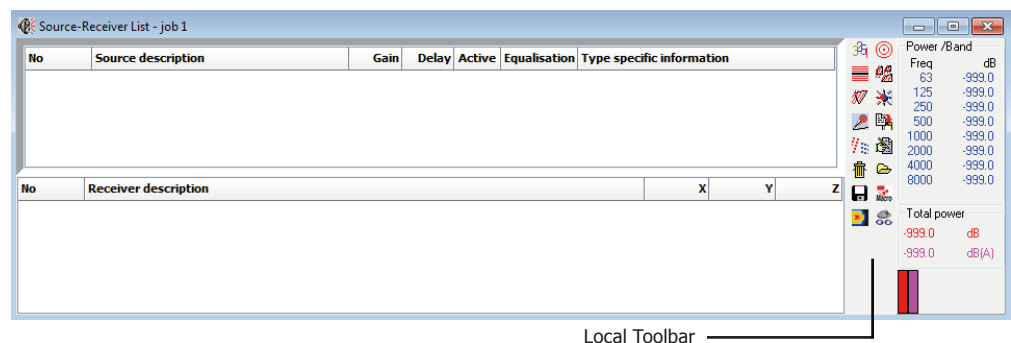 Source-Receiver List - job 1
No Source description Gain Delay Active Equalisation Type specific information
No Receiver description X Y Z
Micro
Power /Band
Freq dB
63 -999.0
125 -999.0
250 -999.0
500 -999.0
1000 -999.0
2000 -999.0
4000 -999.0
8000 -999.0
Total power
-999.0 dB
-999.0 dB(A)
Local Toolbar